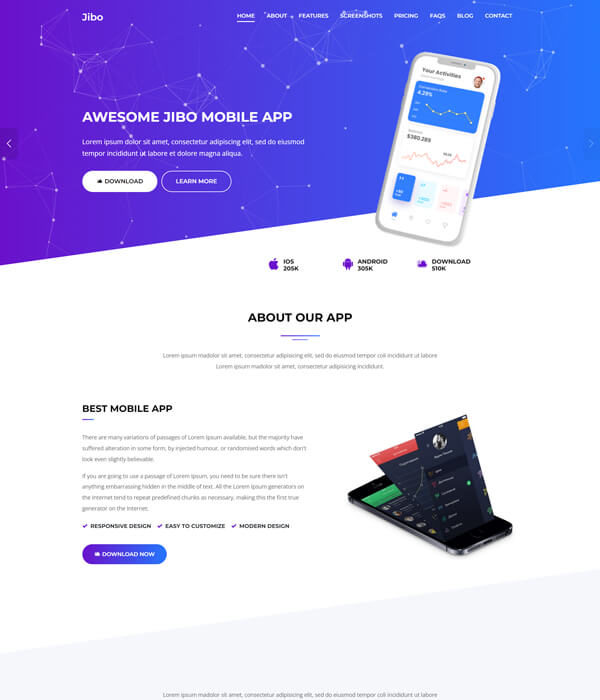 Jibo
HOME ABOUT FEATURES SCREENSHOTS PRICING FAQS BLOG CONTACT
AWESOME JIBO MOBILE APP
Lorem ipsum dolor sit amet, consectetur adipiscing elit, sed do eiusmod
tempor incididunt ut labore et dolore magna aliqua.
DOWNLOAD LEARN MORE
Your Activities
Conversion Rate
4.29%
Balance
$380.289
IOS
205K
ANDROID
305K
DOWNLOAD
510K
ABOUT OUR APP
Lorem ipsum madolor sit amet, consectetur adipisicing elit, sed do eiusmod tempor coli incididunt ut labore
Lorem ipsum madolor sit amet, consectetur adipisicing incididunt.
BEST MOBILE APP
There are many variations of passages of Lorem Ipsum available, but the majority have
suffered alteration in some form, by injected humour, or randomised words which don't
look even slightly believable.
If you are going to use a passage of Lorem Ipsum, you need to be sure there isn't
anything embarrassing hidden in the middle of text. All the Lorem Ipsum generators on
the Internet tend to repeat predefined chunks as necessary, making this the first true
generator on the Internet.
RESPONSIVE DESIGN EASY TO CUSTOMIZE MODERN DESIGN
DOWNLOAD NOW
Lorem ipsum madolor sit amet, consectetur adipisicing elit, sed do eiusmod tempor coli incididunt ut labore